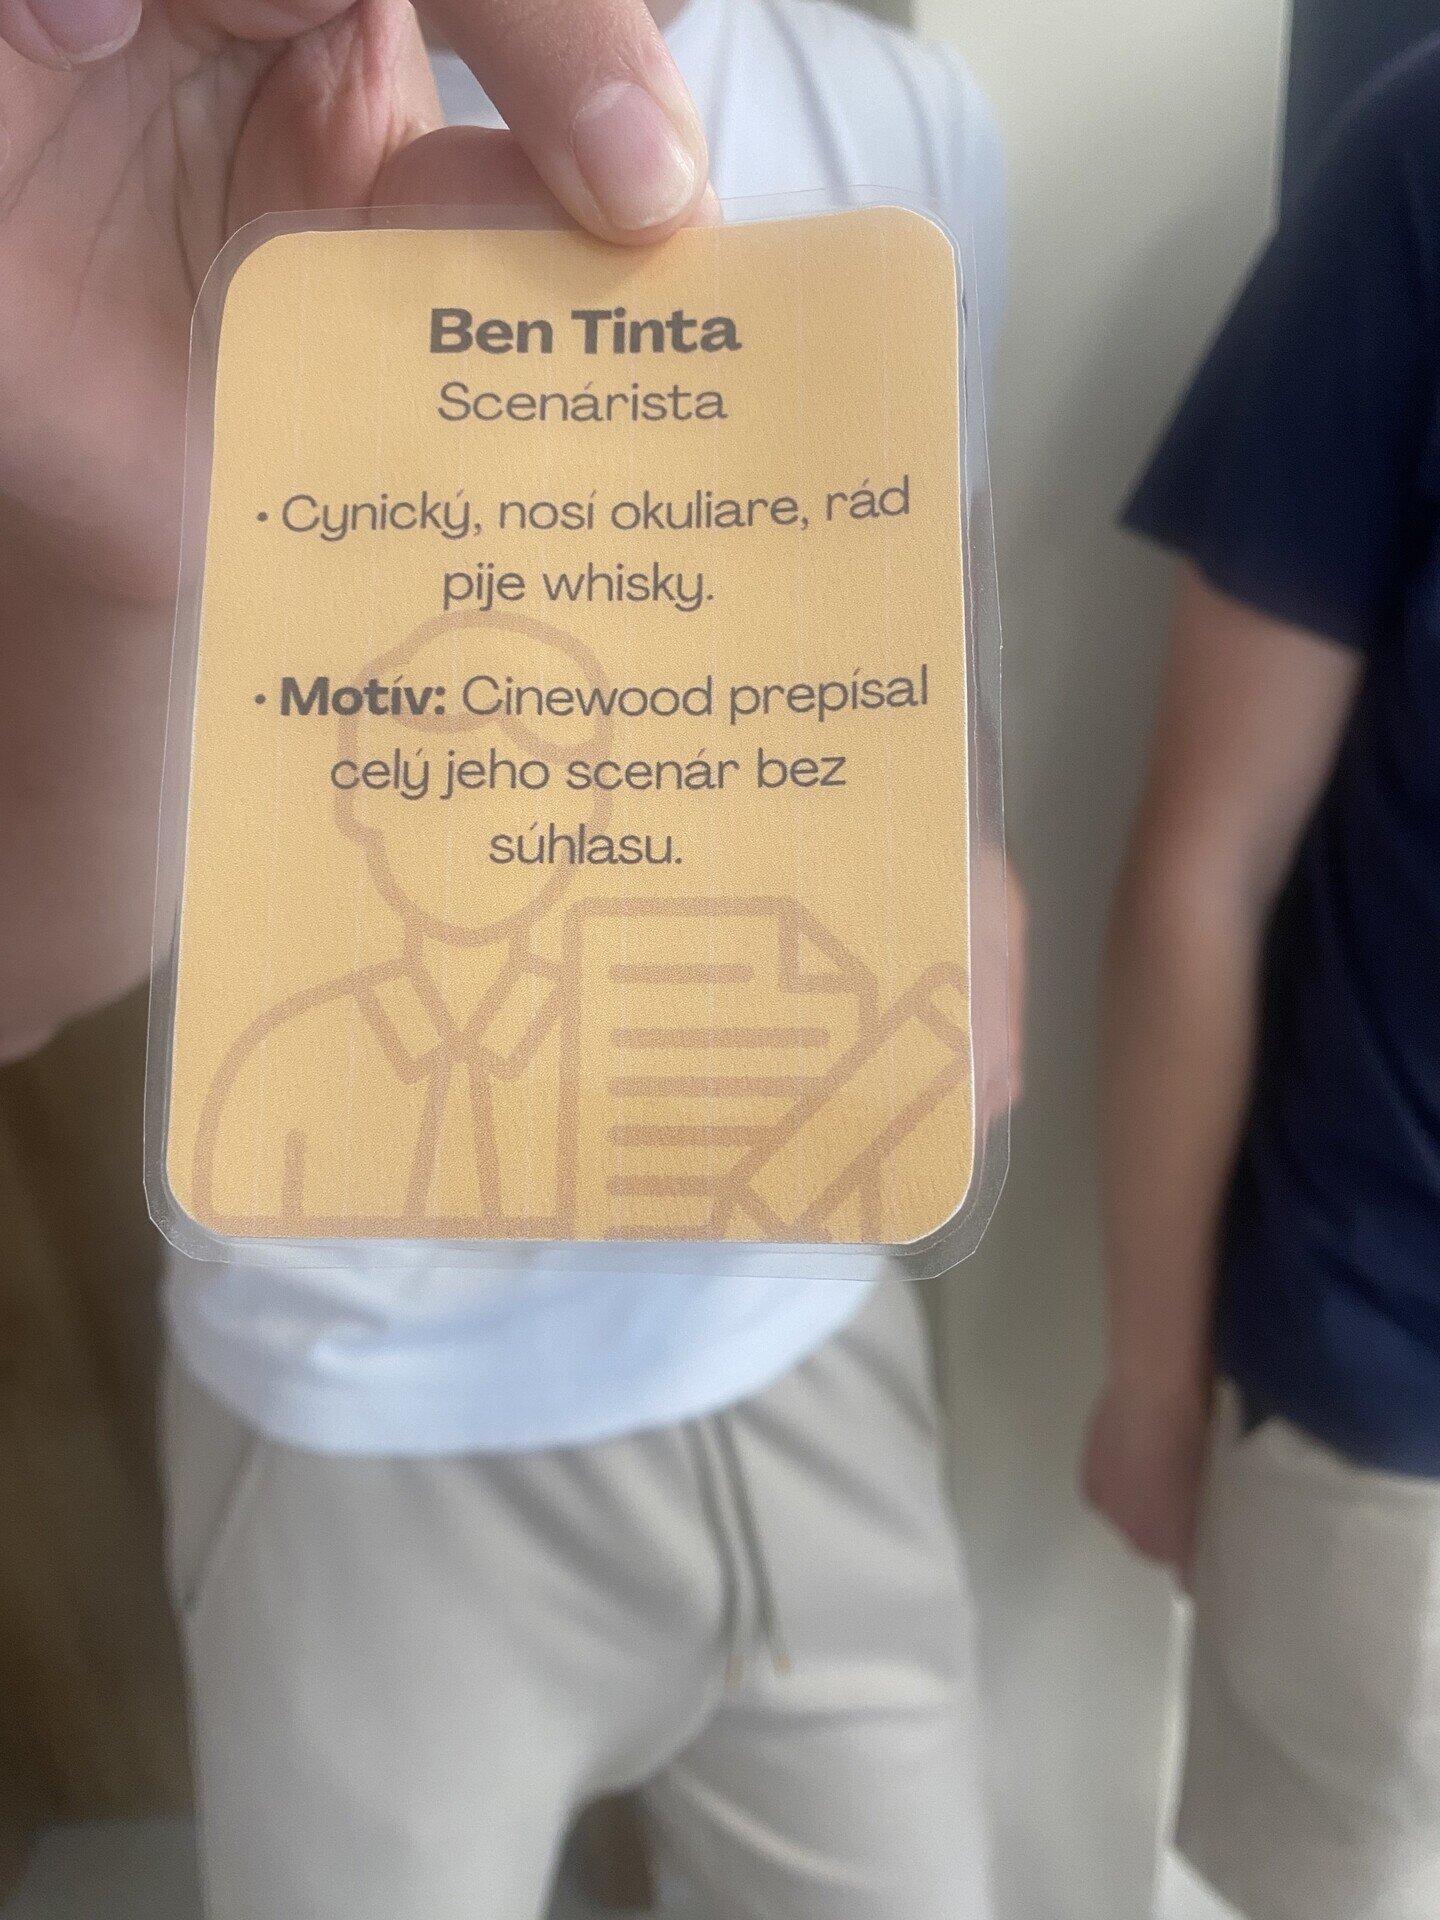 Ben Tinta
Scenárista
• Cynický, nosí okuliare, rád
pije whisky.
• Motív: Cinewood prepísal
celý jeho scenár bez
súhlasu.